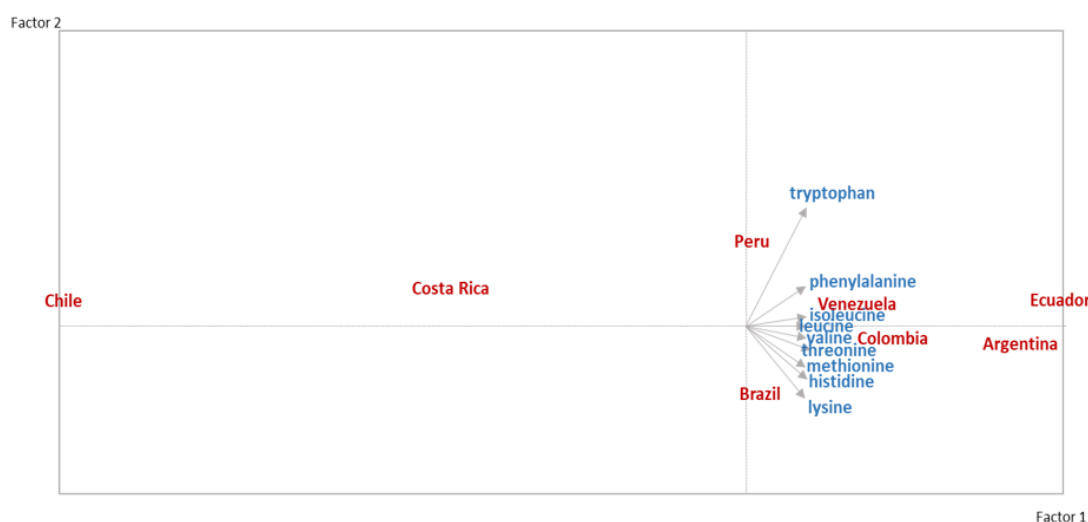 Factor 2
tryptophan
Peru
phenylalanine
Costa Rica
Chile
Venezuela
Ecuador
isoleucine
leucine
valine
Colombia
Argentina
threonine
methionine
histidine
Brazil
lysine
Factor 1